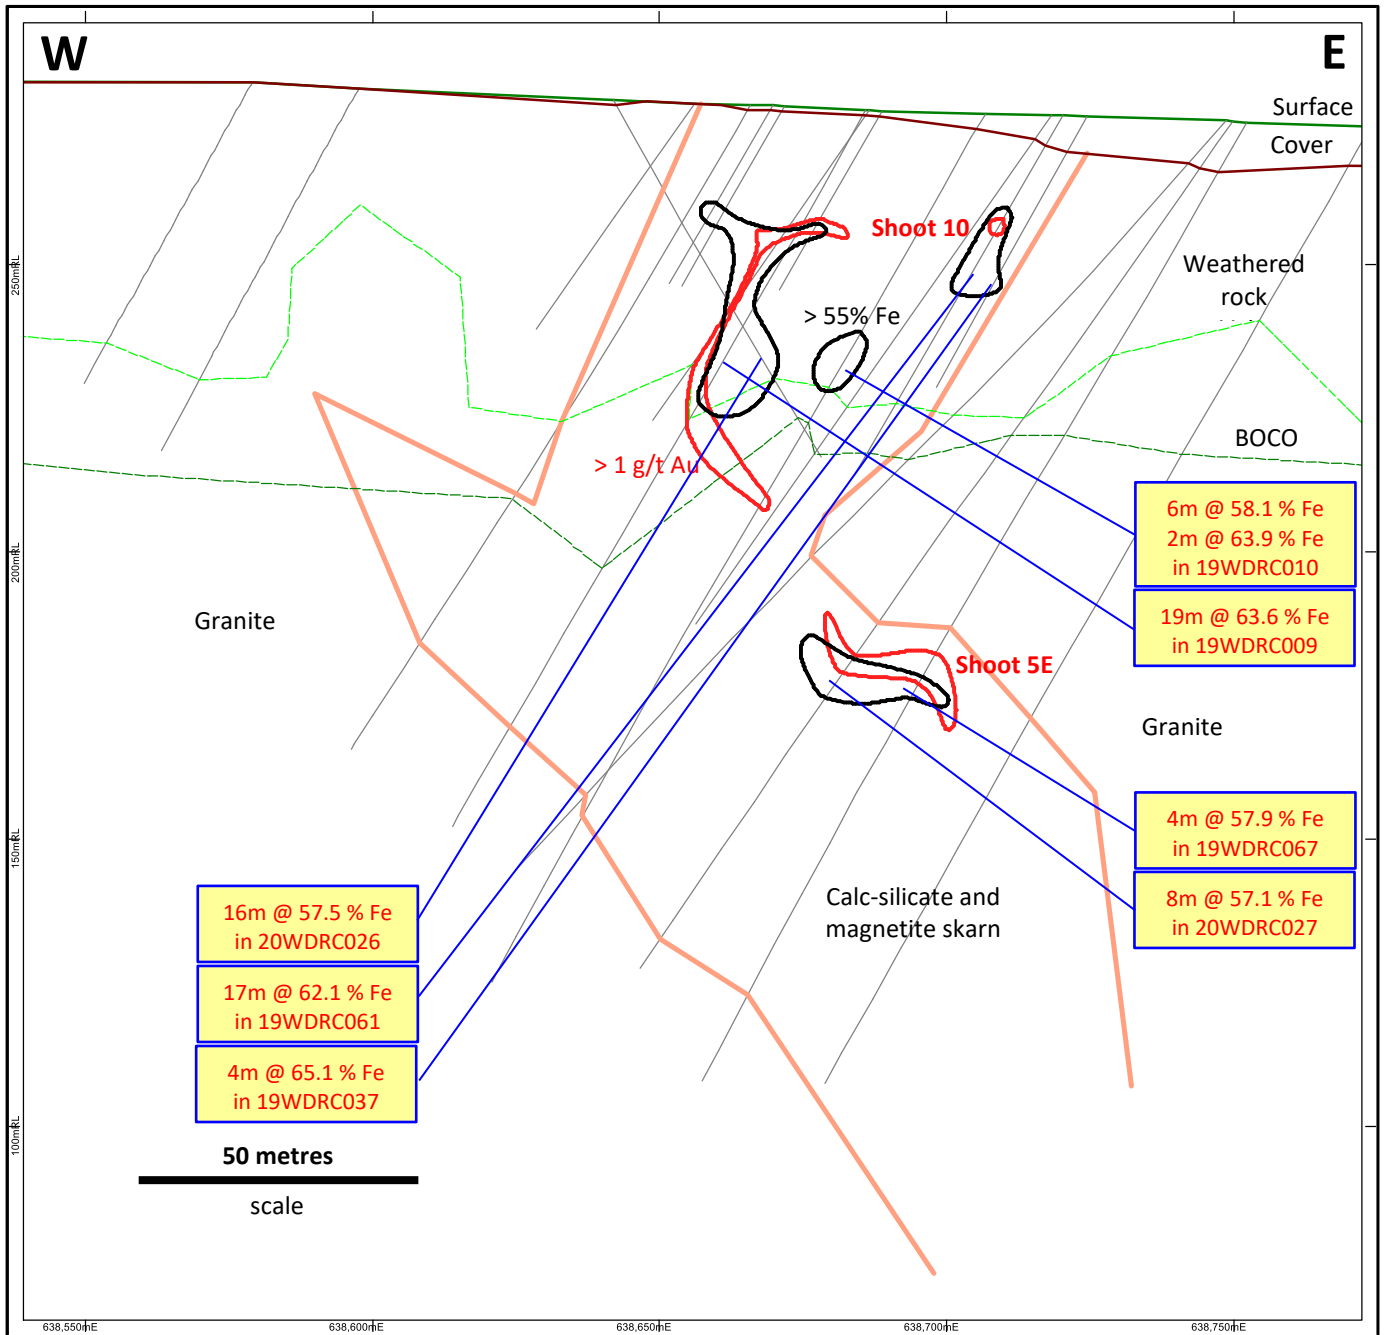 W
E
Surface
Cover
Shoot 10
250mRL
Weathered
rock
> 55% Fe
BOCO
> 1 g/t Au
6m @ 58.1 % Fe
2m @ 63.9 % Fe
in 19WDRC010
200mRL
19m @ 63.6 % Fe
in 19WDRC009
Granite
Shoot 5E
Granite
4m @ 57.9 % Fe
in 19WDRC067
150mRL
Calc-silicate and
magnetite skarn
8m @ 57.1 % Fe
in 20WDRC027
16m @ 57.5 % Fe
in 20WDRC026
17m @ 62.1 % Fe
in 19WDRC061
4m @ 65.1 % Fe
in 19WDRC037
100mRL
50 metres
scale
638,550mE
638,600mE
638,650mE
638,700mE
638,750mE